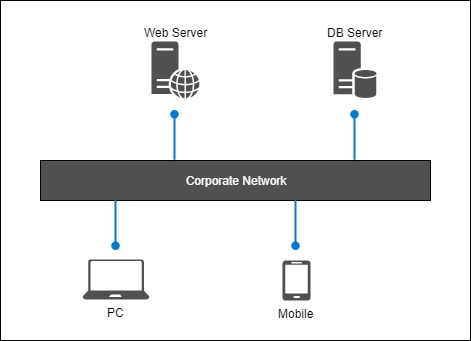 Web Server
DB Server
Corporate Network
PC
Mobile